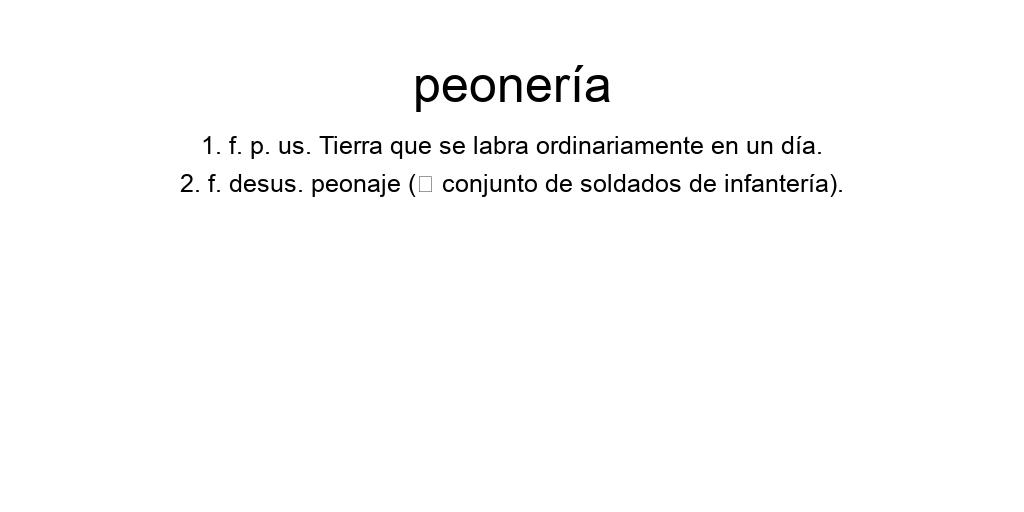 peonería
1. f. p. us. Tierra que se labra ordinariamente en un día.
2. f. desus. peonaje (□ conjunto de soldados de infantería).